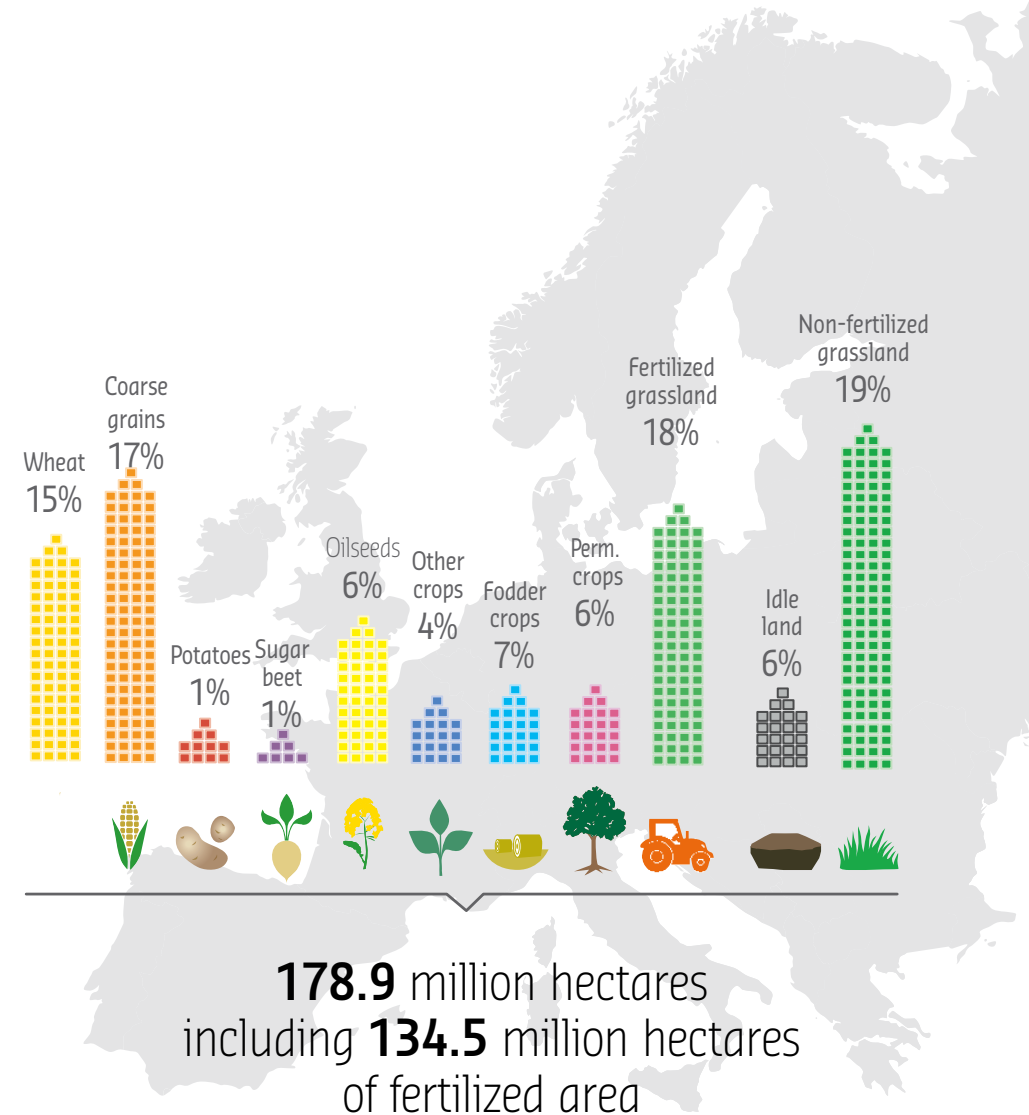 Wheat
15%
Coarse
grains
17%
Potatoes
1%
Sugar
beet
1%
Oilseeds
6%
Other
crops
4%
Fodder
crops
7%
Perm.
crops
6%
Fertilized
grassland
18%
Idle
land
6%
Non-fertilized
grassland
19%
178.9 million hectares
including 134.5 million hectares
of fertilized area